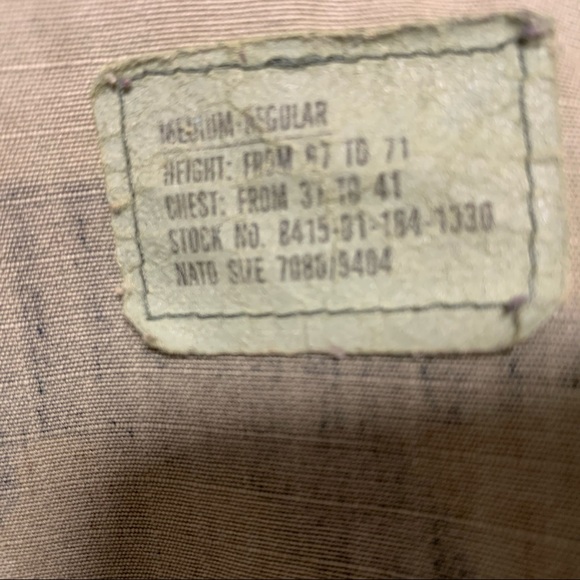 MEDIUM-REGULAR
HEIGHT: FROM 67 TO 71
CHEST: FROM 37 TO 41
STOCK NO. 8415-01-184-1330
NATO SIZE 7080/9404